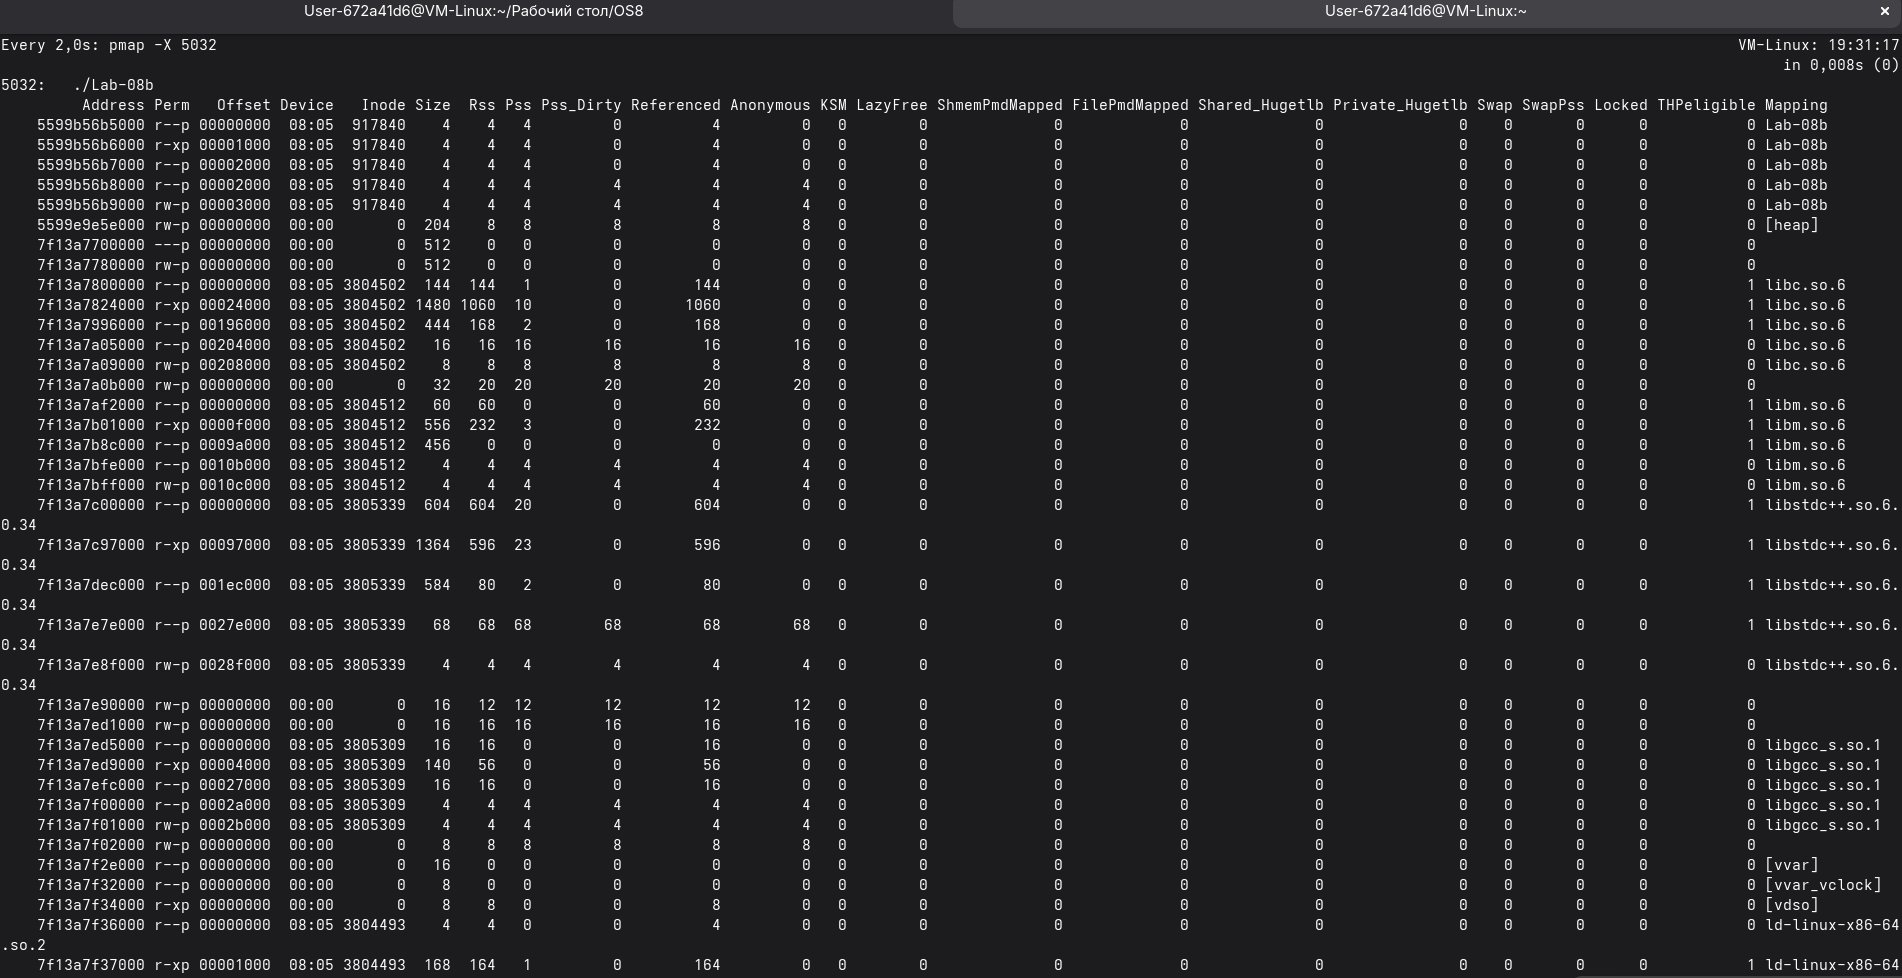 User-672a41d6@VM-Linux:~/Рабочий стол/OS8 User-672a41d6@VM-Linux:~ ×
Every 2,0s: pmap -X 5032 VM-Linux: 19:31:17
in 0,008s (0)
5032: ./Lab-08b
Address Perm Offset Device Inode Size Rss Pss Pss_Dirty Referenced Anonymous KSM LazyFree ShmemPmdMapped FilePmdMapped Shared_Hugetlb Private_Hugetlb Swap SwapPss Locked THPeligible Mapping
5599b56b5000 r--p 00000000 08:05 917840 4 4 4 0 4 0 0 0 0 0 0 0 0 0 0 0 Lab-08b
5599b56b6000 r-xp 00001000 08:05 917840 4 4 4 0 4 0 0 0 0 0 0 0 0 0 0 0 Lab-08b
5599b56b7000 r--p 00002000 08:05 917840 4 4 4 0 4 0 0 0 0 0 0 0 0 0 0 0 Lab-08b
5599b56b8000 r--p 00002000 08:05 917840 4 4 4 4 4 4 0 0 0 0 0 0 0 0 0 0 Lab-08b
5599b56b9000 rw-p 00003000 08:05 917840 4 4 4 4 4 4 0 0 0 0 0 0 0 0 0 0 Lab-08b
5599e9e5e000 rw-p 00000000 00:00 0 204 8 8 8 8 8 0 0 0 0 0 0 0 0 0 0 [heap]
7f13a7700000 ---p 00000000 00:00 0 512 0 0 0 0 0 0 0 0 0 0 0 0 0 0 0
7f13a7780000 rw-p 00000000 00:00 0 512 0 0 0 0 0 0 0 0 0 0 0 0 0 0 0
7f13a7800000 r--p 00000000 08:05 3804502 144 144 1 0 144 0 0 0 0 0 0 0 0 0 0 1 libc.so.6
7f13a7824000 r-xp 00024000 08:05 3804502 1480 1060 10 0 1060 0 0 0 0 0 0 0 0 0 0 1 libc.so.6
7f13a7996000 r--p 00196000 08:05 3804502 444 168 2 0 168 0 0 0 0 0 0 0 0 0 0 1 libc.so.6
7f13a7a05000 r--p 00204000 08:05 3804502 16 16 16 16 16 16 0 0 0 0 0 0 0 0 0 0 libc.so.6
7f13a7a09000 rw-p 00208000 08:05 3804502 8 8 8 8 8 8 0 0 0 0 0 0 0 0 0 0 libc.so.6
7f13a7a0b000 rw-p 00000000 00:00 0 32 20 20 20 20 20 0 0 0 0 0 0 0 0 0 0
7f13a7af2000 r--p 00000000 08:05 3804512 60 60 0 0 60 0 0 0 0 0 0 0 0 0 0 1 libm.so.6
7f13a7b01000 r-xp 0000f000 08:05 3804512 556 232 3 0 232 0 0 0 0 0 0 0 0 0 0 1 libm.so.6
7f13a7b8c000 r--p 0009a000 08:05 3804512 456 0 0 0 0 0 0 0 0 0 0 0 0 0 0 1 libm.so.6
7f13a7bfe000 r--p 0010b000 08:05 3804512 4 4 4 4 4 4 0 0 0 0 0 0 0 0 0 0 libm.so.6
7f13a7bff000 rw-p 0010c000 08:05 3804512 4 4 4 4 4 4 0 0 0 0 0 0 0 0 0 0 libm.so.6
7f13a7c00000 r--p 00000000 08:05 3805339 604 604 20 0 604 0 0 0 0 0 0 0 0 0 0 1 libstdc++.so.6.
0.34
7f13a7c97000 r-xp 00097000 08:05 3805339 1364 596 23 0 596 0 0 0 0 0 0 0 0 0 0 1 libstdc++.so.6.
0.34
7f13a7dec000 r--p 001ec000 08:05 3805339 584 80 2 0 80 0 0 0 0 0 0 0 0 0 0 1 libstdc++.so.6.
0.34
7f13a7e7e000 r--p 0027e000 08:05 3805339 68 68 68 68 68 68 0 0 0 0 0 0 0 0 0 1 libstdc++.so.6.
0.34
7f13a7e8f000 rw-p 0028f000 08:05 3805339 4 4 4 4 4 4 0 0 0 0 0 0 0 0 0 0 libstdc++.so.6.
0.34
7f13a7e90000 rw-p 00000000 00:00 0 16 12 12 12 12 12 0 0 0 0 0 0 0 0 0 0
7f13a7ed1000 rw-p 00000000 00:00 0 16 16 16 16 16 16 0 0 0 0 0 0 0 0 0 0
7f13a7ed5000 r--p 00000000 08:05 3805309 16 16 0 0 16 0 0 0 0 0 0 0 0 0 0 0 libgcc_s.so.1
7f13a7ed9000 r-xp 00004000 08:05 3805309 140 56 0 0 56 0 0 0 0 0 0 0 0 0 0 0 libgcc_s.so.1
7f13a7efc000 r--p 00027000 08:05 3805309 16 16 0 0 16 0 0 0 0 0 0 0 0 0 0 0 libgcc_s.so.1
7f13a7f00000 r--p 0002a000 08:05 3805309 4 4 4 4 4 4 0 0 0 0 0 0 0 0 0 0 libgcc_s.so.1
7f13a7f01000 rw-p 0002b000 08:05 3805309 4 4 4 4 4 4 0 0 0 0 0 0 0 0 0 0 libgcc_s.so.1
7f13a7f02000 rw-p 00000000 00:00 0 8 8 8 8 8 8 0 0 0 0 0 0 0 0 0 0
7f13a7f2e000 r--p 00000000 00:00 0 16 0 0 0 0 0 0 0 0 0 0 0 0 0 0 0 [vvar]
7f13a7f32000 r--p 00000000 00:00 0 8 0 0 0 0 0 0 0 0 0 0 0 0 0 0 0 [vvar_vclock]
7f13a7f34000 r-xp 00000000 00:00 0 8 8 0 0 8 0 0 0 0 0 0 0 0 0 0 0 [vdso]
7f13a7f36000 r--p 00000000 08:05 3804493 4 4 0 0 4 0 0 0 0 0 0 0 0 0 0 0 ld-linux-x86-64
.so.2
7f13a7f37000 r-xp 00001000 08:05 3804493 168 164 1 0 164 0 0 0 0 0 0 0 0 0 0 1 ld-linux-x86-64